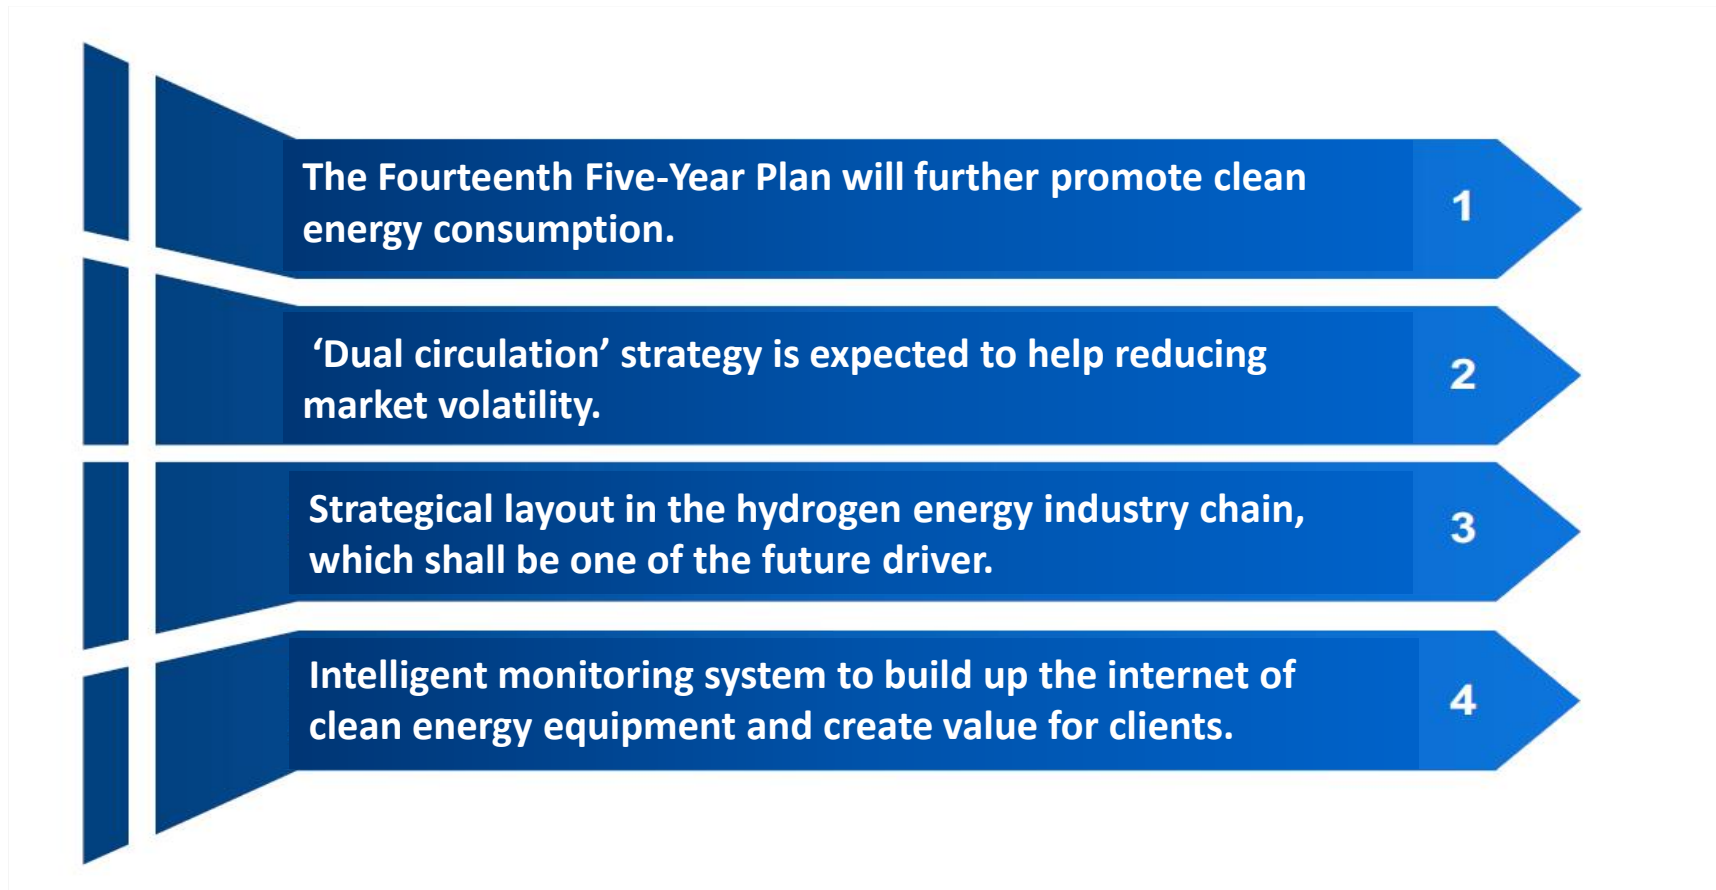 The Fourteenth Five-Year Plan will further promote clean
energy consumption.
1
‘Dual circulation’ strategy is expected to help reducing
market volatility.
2
Strategical layout in the hydrogen energy industry chain,
which shall be one of the future driver.
3
Intelligent monitoring system to build up the internet of
clean energy equipment and create value for clients.
4